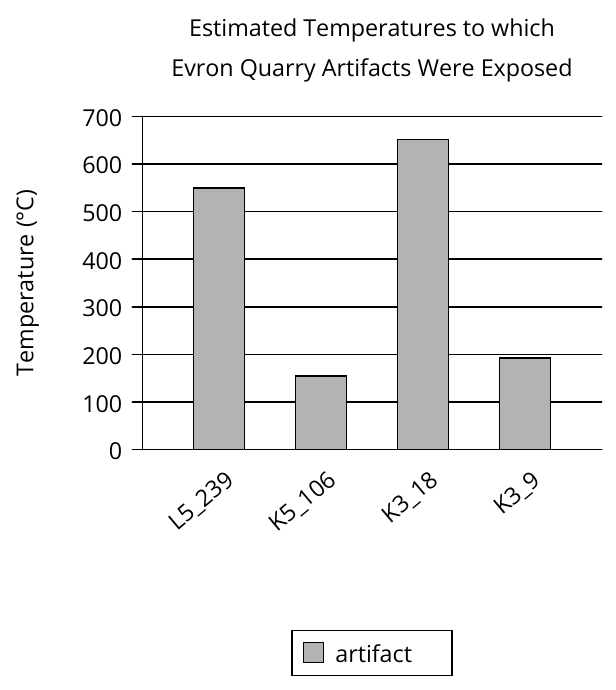 Estimated Temperatures to which
Evron Quarry Artifacts Were Exposed
Temperature (°C)
700
600
500
400
300
200
100
0
L5_239
K5_106
K3_18
K3_9
artifact